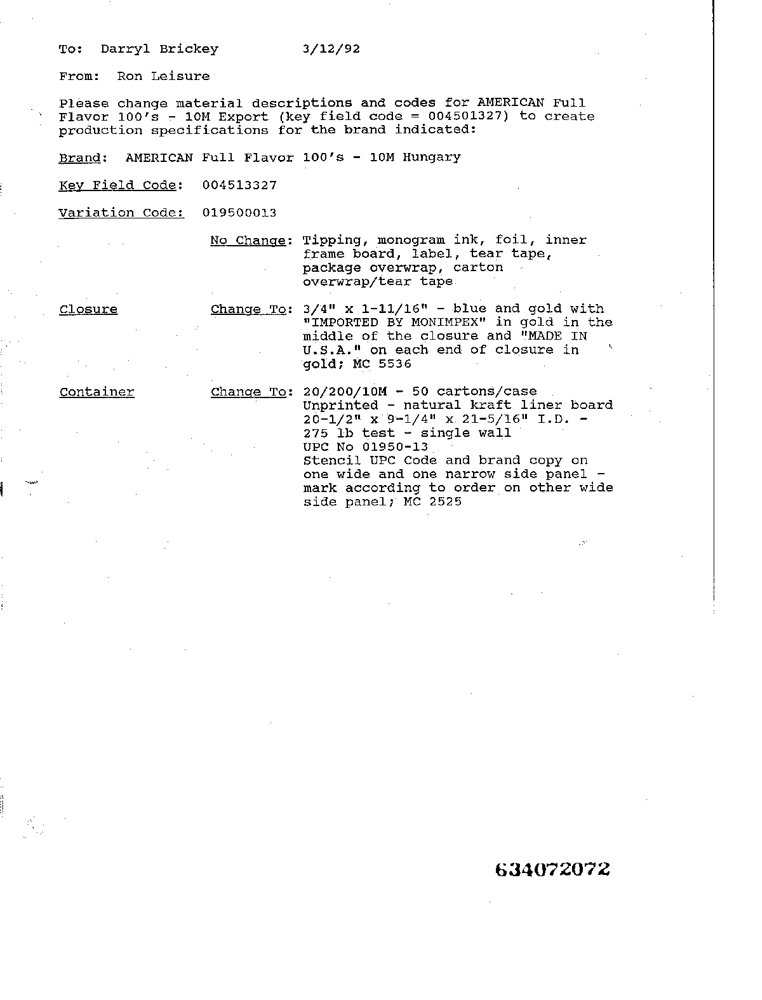 To: Darryl Brickey 3/12/92
From: Ron Leisure
Please change material descriptions and codes for AMERICAN Full
Flavor 100's - 10M Export (key field code = 004501327) to create
production specifications for the brand indicated:
Brand: AMERICAN Full Flavor 100's - 10M Hungary
Key Field Code: 004513327
Variation Code: 019500013
No Change: Tipping, monogram ink, foil, inner
frame board, label, tear tape,
package overwrap, carton
overwrap/tear tape
Closure Change To: 3/4" x 1-11/16" - blue and gold with
"IMPORTED BY MONIMPEX" in gold in the
middle of the closure and "MADE IN
U.S.A." on each end of closure in
gold; MC 5536
Container Change To: 20/200/10M - 50 cartons/case
Unprinted - natural kraft liner board
20-1/2" x 9-1/4" x 21-5/16" I.D. -
275 lb test - single wall
UPC No 01950-13
Stencil UPC Code and brand copy on
one wide and one narrow side panel -
mark according to order on other wide
side panel; MC 2525
634072072